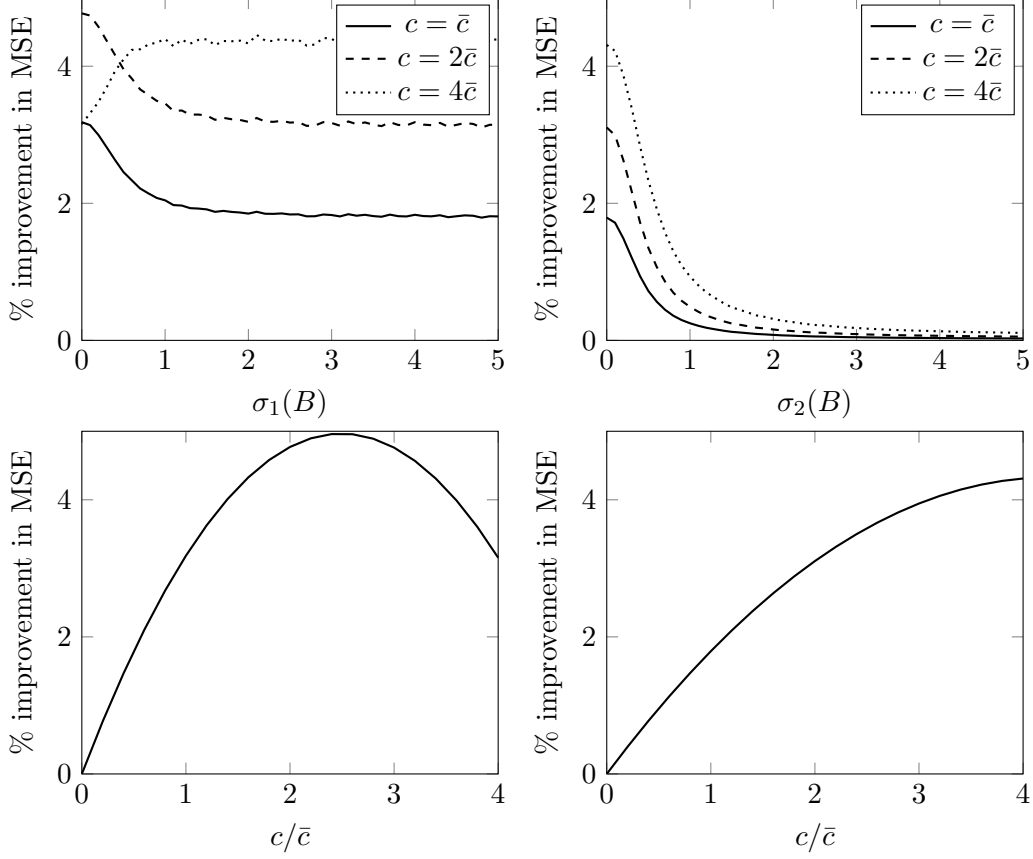 % improvement in MSE
4
2
0
0 1 2 3 4 5
σ₁(B)
c = c̄
c = 2c̄
c = 4c̄
% improvement in MSE
4
2
0
0 1 2 3 4 5
σ₂(B)
c = c̄
c = 2c̄
c = 4c̄
% improvement in MSE
4
2
0
0 1 2 3 4
c/c̄
% improvement in MSE
4
2
0
0 1 2 3 4
c/c̄